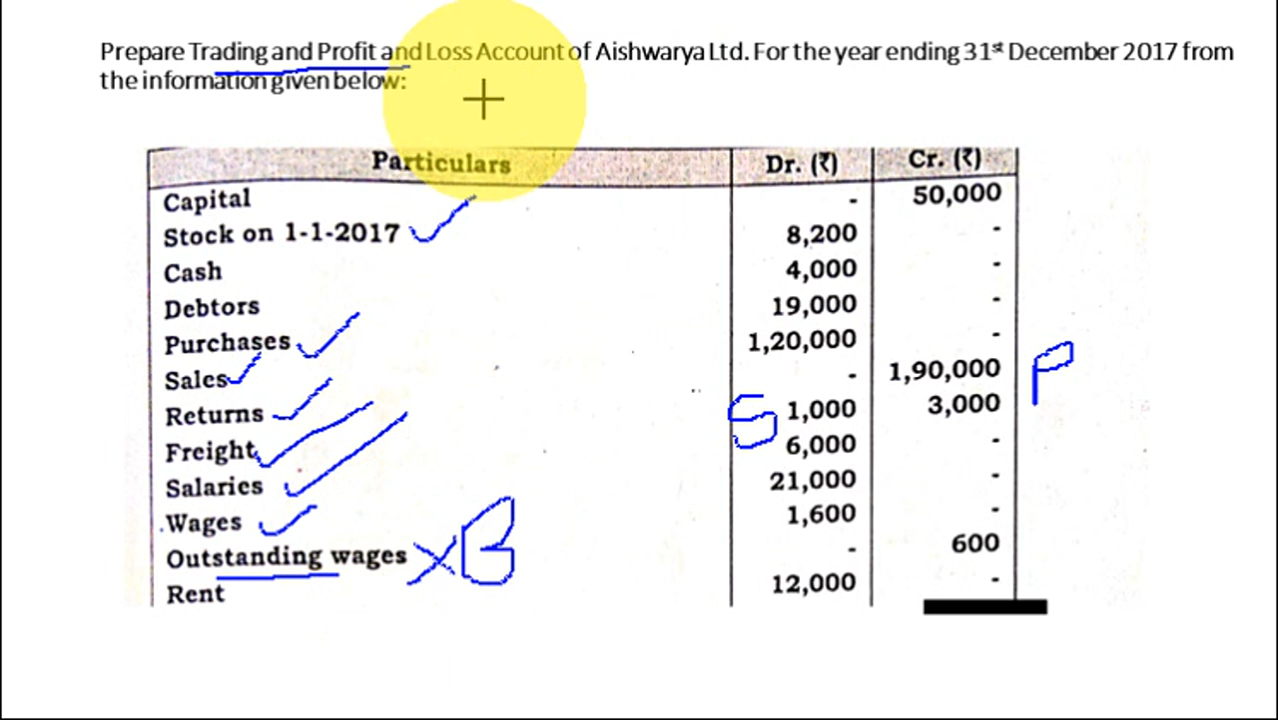 Prepare Trading and Profit and Loss Account of Aishwarya Ltd. For the year ending 31st December 2017 from
the information given below:
Particulars Dr. (₹) Cr. (₹)
Capital - 50,000
Stock on 1-1-2017 8,200 -
Cash 4,000 -
Debtors 19,000 -
Purchases 1,20,000 -
Sales - 1,90,000 P
Returns S 1,000 3,000
Freight 6,000 -
Salaries 21,000 -
Wages 1,600 -
Outstanding wages B - 600
Rent 12,000 -